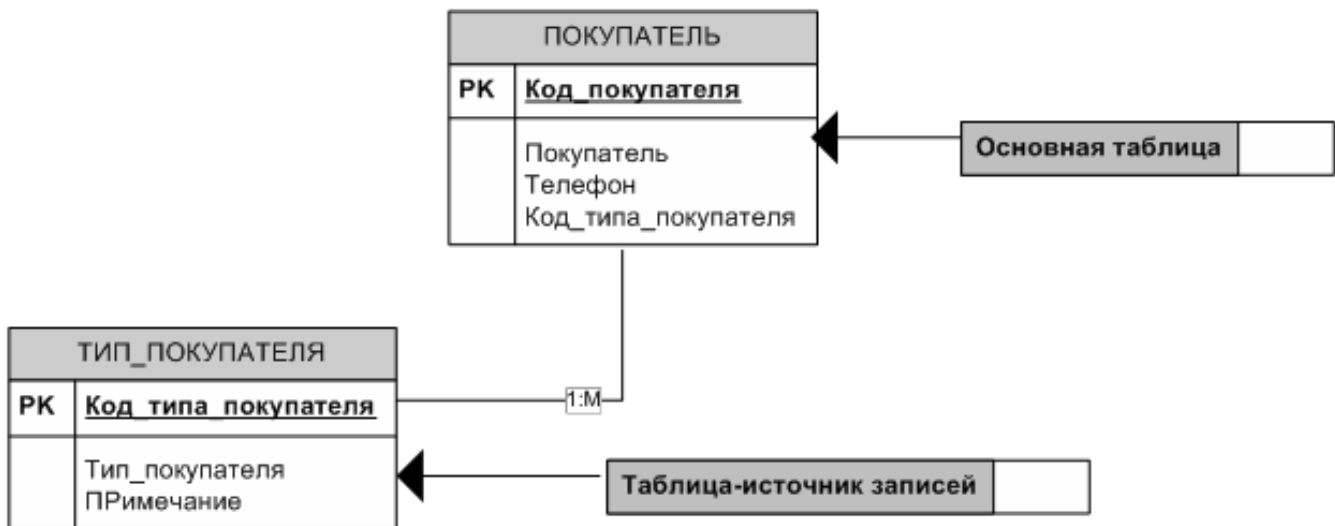 ПОКУПАТЕЛЬ
PK Код_покупателя
Покупатель
Телефон
Код_типа_покупателя
Основная таблица
ТИП_ПОКУПАТЕЛЯ
PK Код_типа_покупателя
1:M
Тип_покупателя
ПРимечание
Таблица-источник записей